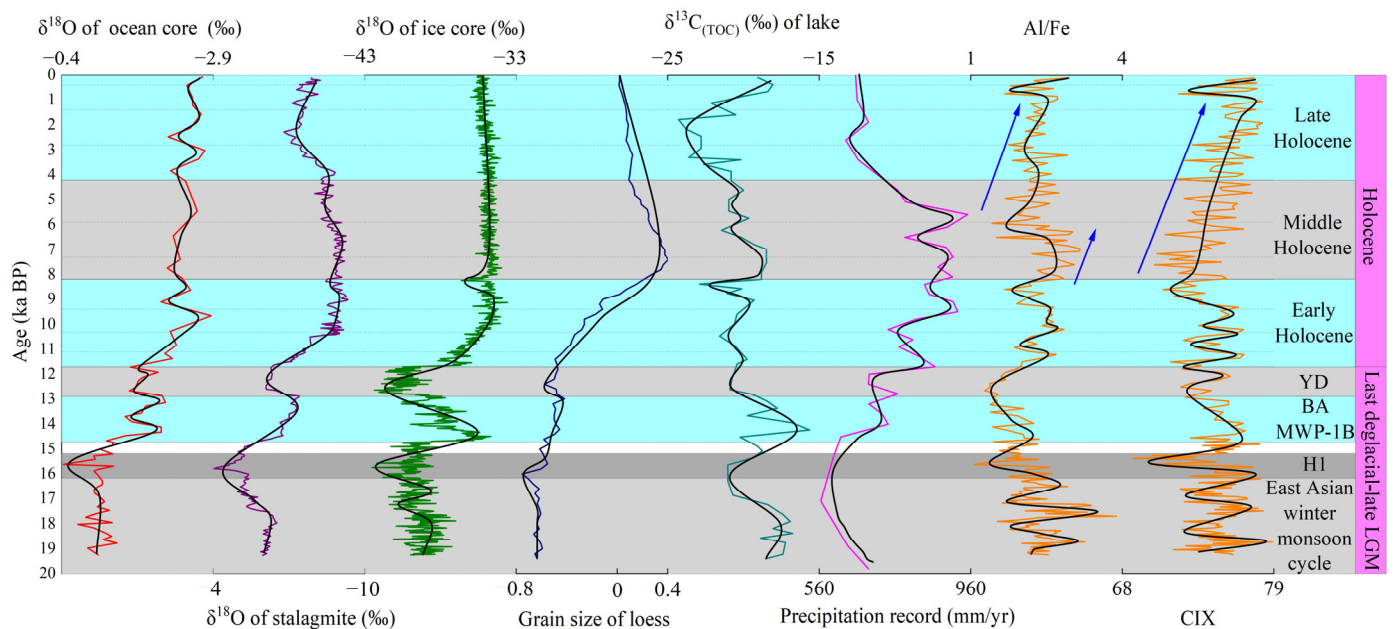 δ¹⁸O of ocean core (‰)
δ¹⁸O of ice core (‰)
δ¹³C(TOC) (‰) of lake
Al/Fe
−0.4
−2.9
−43
−33
−25
−15
1
4
Age (ka BP)
0
1
2
3
4
5
6
7
8
9
10
11
12
13
14
15
16
17
18
19
20
Late
Holocene
Middle
Holocene
Early
Holocene
YD
BA
MWP-1B
H1
East Asian
winter
monsoon
cycle
Holocene
Last deglacial-late LGM
−4
−10
−0.8
0
0.4
560
960
68
79
δ¹⁸O of stalagmite (‰)
Grain size of loess
Precipitation record (mm/yr)
CIX